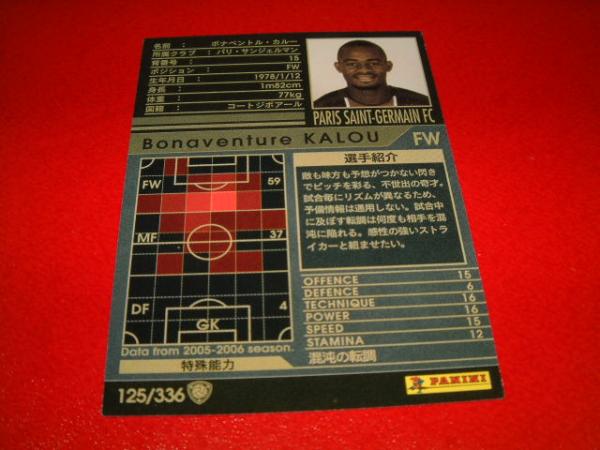 名前 : ボナベントル・カルー
所属クラブ : パリ・サンジェルマン
背番号 : 15
ポジション : FW
生年月日 : 1978/1/12
身長 : 1m82cm
体重 : 77kg
国籍 : コートジボアール
PARIS SAINT-GERMAIN FC
Bonaventure KALOU FW
FW 59
MF 37
DF 4
GK
Data from 2005-2006 season.
選手紹介
敵も味方も予想がつかない閃き
でピッチを彩る、不世出の奇才。
試合毎にリズムが異なるため、
予備情報は通用しない。試合中
に及ぼす転調は何度も相手を混
沌に陥れる。感性の強いストラ
イカーと組ませたい。
OFFENCE 15
DEFENCE 6
TECHNIQUE 16
POWER 16
SPEED 15
STAMINA 12
特殊能力
混沌の転調
125/336
PANINI